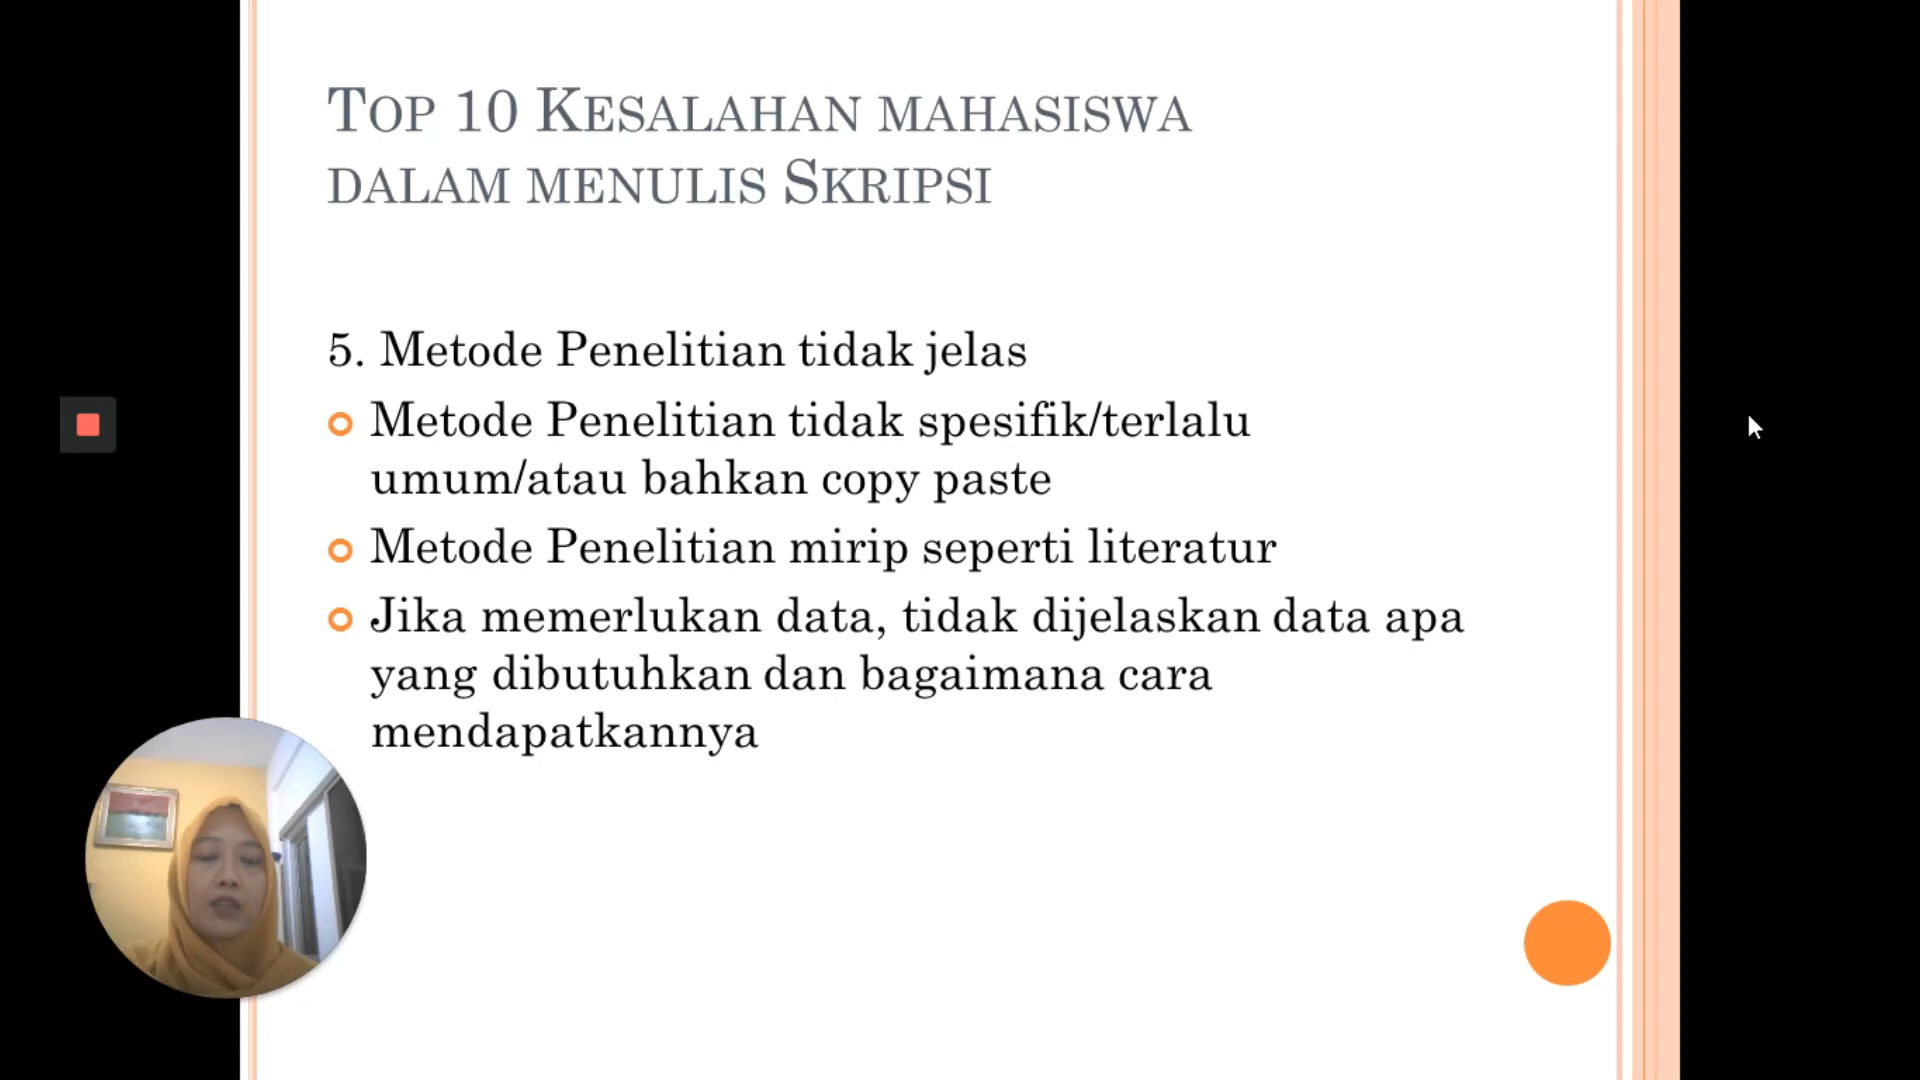 Top 10 Kesalahan mahasiswa
dalam menulis Skripsi
5. Metode Penelitian tidak jelas
Metode Penelitian tidak spesifik/terlalu
umum/atau bahkan copy paste
Metode Penelitian mirip seperti literatur
Jika memerlukan data, tidak dijelaskan data apa
yang dibutuhkan dan bagaimana cara
mendapatkannya